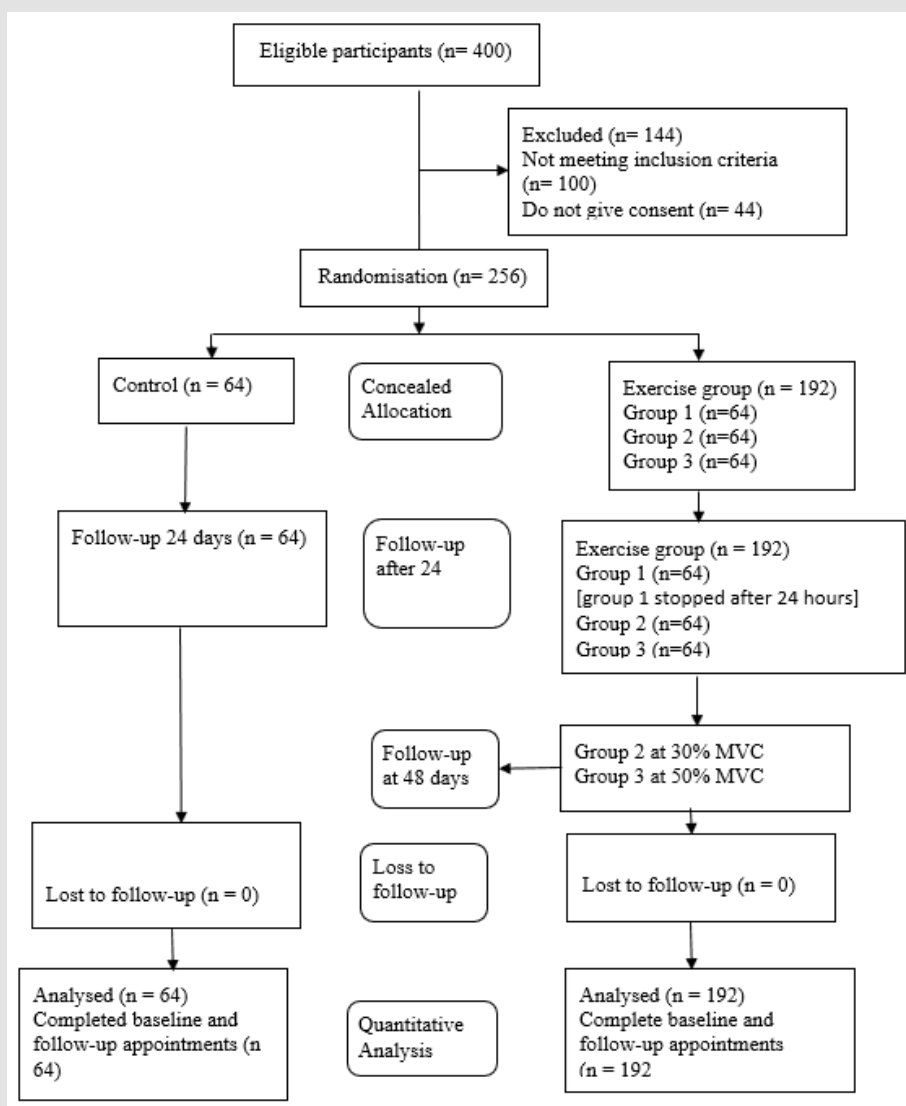 Eligible participants (n= 400)
Excluded (n= 144)
Not meeting inclusion criteria
(n= 100)
Do not give consent (n= 44)
Randomisation (n= 256)
Control (n = 64)
Concealed
Allocation
Exercise group (n = 192)
Group 1 (n=64)
Group 2 (n=64)
Group 3 (n=64)
Follow-up 24 days (n = 64)
Follow-up
after 24
Exercise group (n = 192)
Group 1 (n=64)
[group 1 stopped after 24 hours]
Group 2 (n=64)
Group 3 (n=64)
Follow-up
at 48 days
Group 2 at 30% MVC
Group 3 at 50% MVC
Lost to follow-up (n = 0)
Loss to
follow-up
Lost to follow-up (n = 0)
Analysed (n = 64)
Completed baseline and
follow-up appointments (n
64)
Quantitative
Analysis
Analysed (n = 192)
Complete baseline and
follow-up appointments
(n = 192